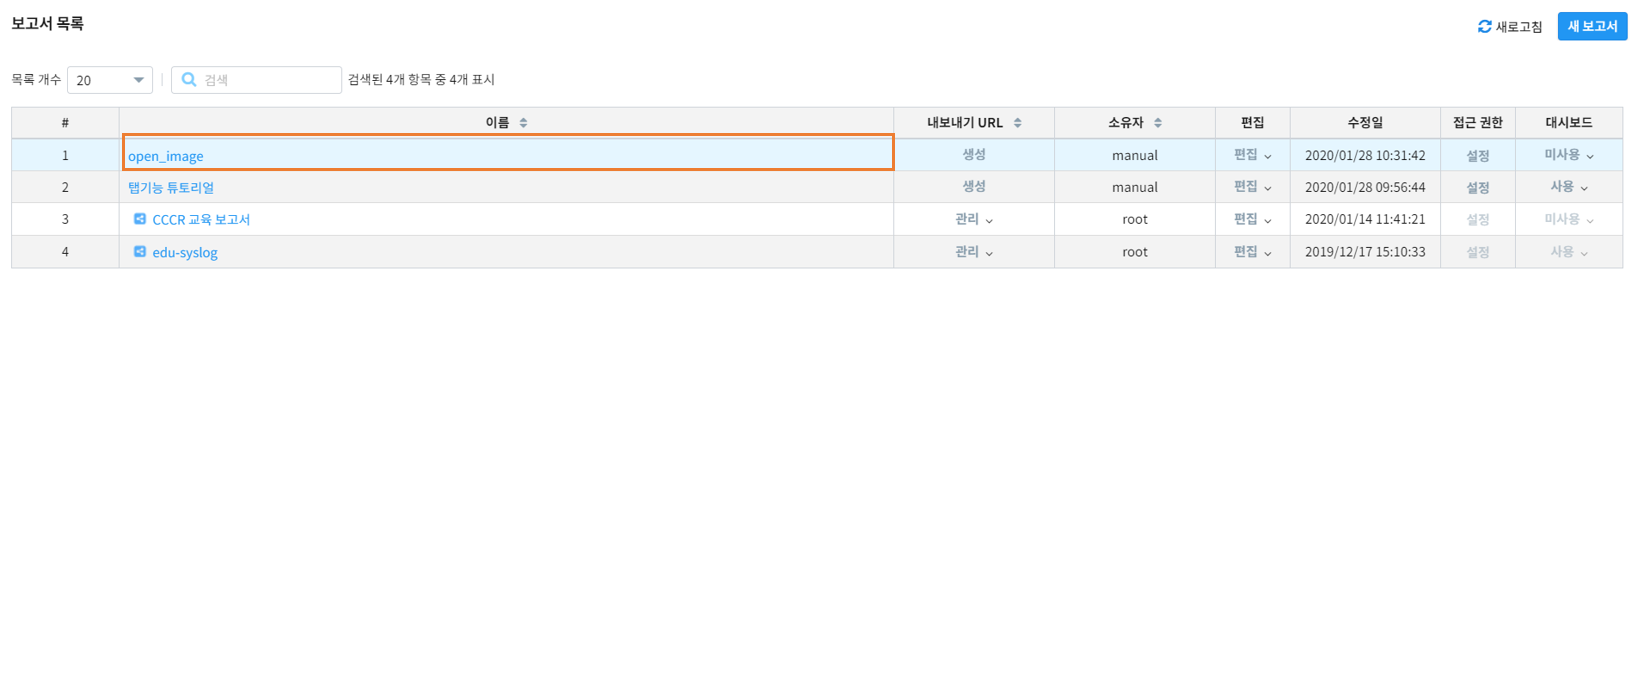 보고서 목록
새로고침 새 보고서
목록 개수 20 검색 검색된 4개 항목 중 4개 표시
# 이름 내보내기 URL 소유자 편집 수정일 접근 권한 대시보드
1 open_image 생성 manual 편집 2020/01/28 10:31:42 설정 미사용
2 탭기능 튜토리얼 생성 manual 편집 2020/01/28 09:56:44 설정 사용
3 CCCR 교육 보고서 관리 root 편집 2020/01/14 11:41:21 설정 미사용
4 edu-syslog 관리 root 편집 2019/12/17 15:10:33 설정 사용